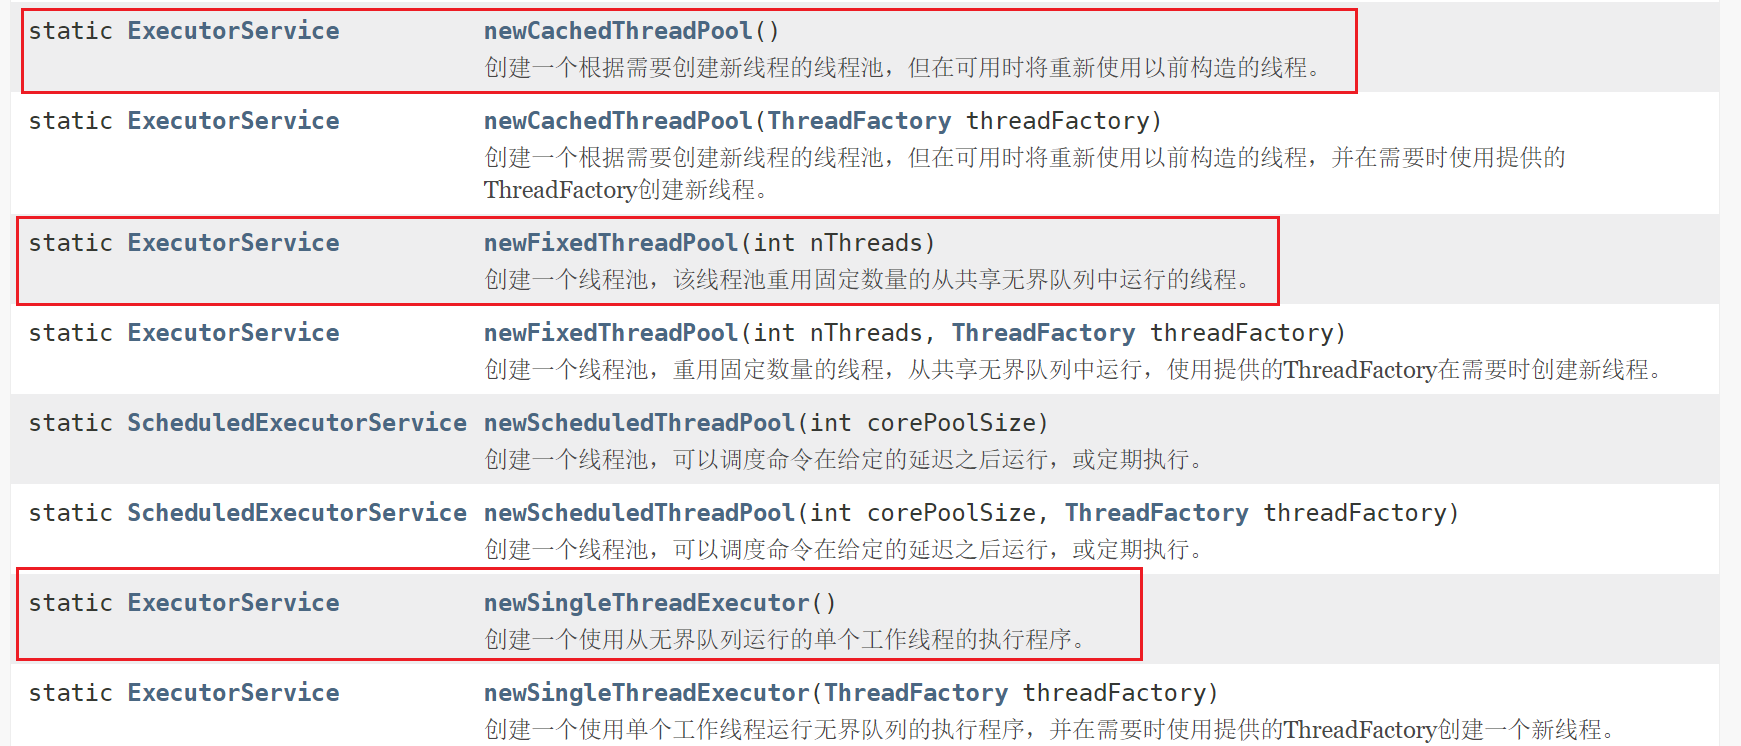 static ExecutorService newCachedThreadPool()
创建一个根据需要创建新线程的线程池，但在可用时将重新使用以前构造的线程。
static ExecutorService newCachedThreadPool(ThreadFactory threadFactory)
创建一个根据需要创建新线程的线程池，但在可用时将重新使用以前构造的线程，并在需要时使用提供的
ThreadFactory创建新线程。
static ExecutorService newFixedThreadPool(int nThreads)
创建一个线程池，该线程池重用固定数量的从共享无界队列中运行的线程。
static ExecutorService newFixedThreadPool(int nThreads, ThreadFactory threadFactory)
创建一个线程池，重用固定数量的线程，从共享无界队列中运行，使用提供的ThreadFactory在需要时创建新线程。
static ScheduledExecutorService newScheduledThreadPool(int corePoolSize)
创建一个线程池，可以调度命令在给定的延迟之后运行，或定期执行。
static ScheduledExecutorService newScheduledThreadPool(int corePoolSize, ThreadFactory threadFactory)
创建一个线程池，可以调度命令在给定的延迟之后运行，或定期执行。
static ExecutorService newSingleThreadExecutor()
创建一个使用从无界队列运行的单个工作线程的执行程序。
static ExecutorService newSingleThreadExecutor(ThreadFactory threadFactory)
创建一个使用单个工作线程运行无界队列的执行程序，并在需要时使用提供的ThreadFactory创建一个新线程。